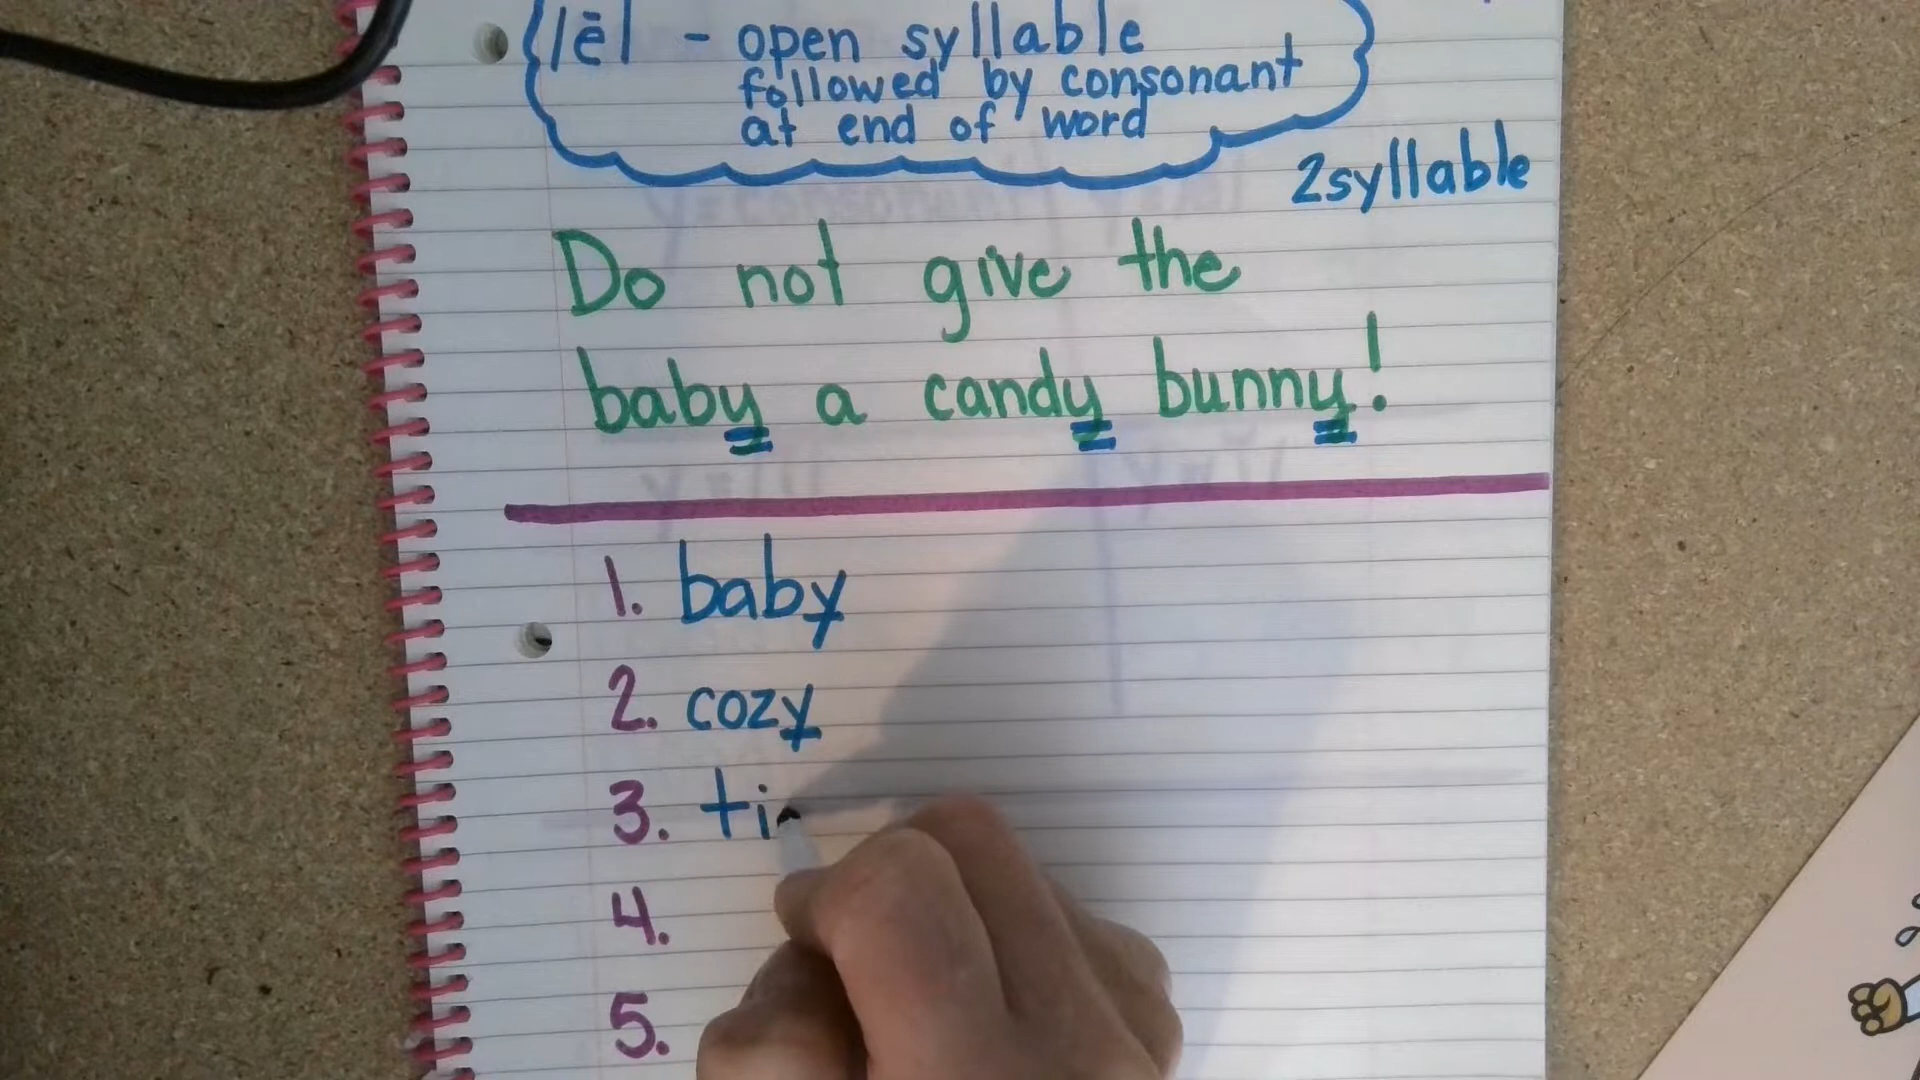 /ē/ - open syllable
followed by consonant
at end of word
2syllable
Do not give the
baby a candy bunny!
1. baby
2. cozy
3. ti
4.
5.